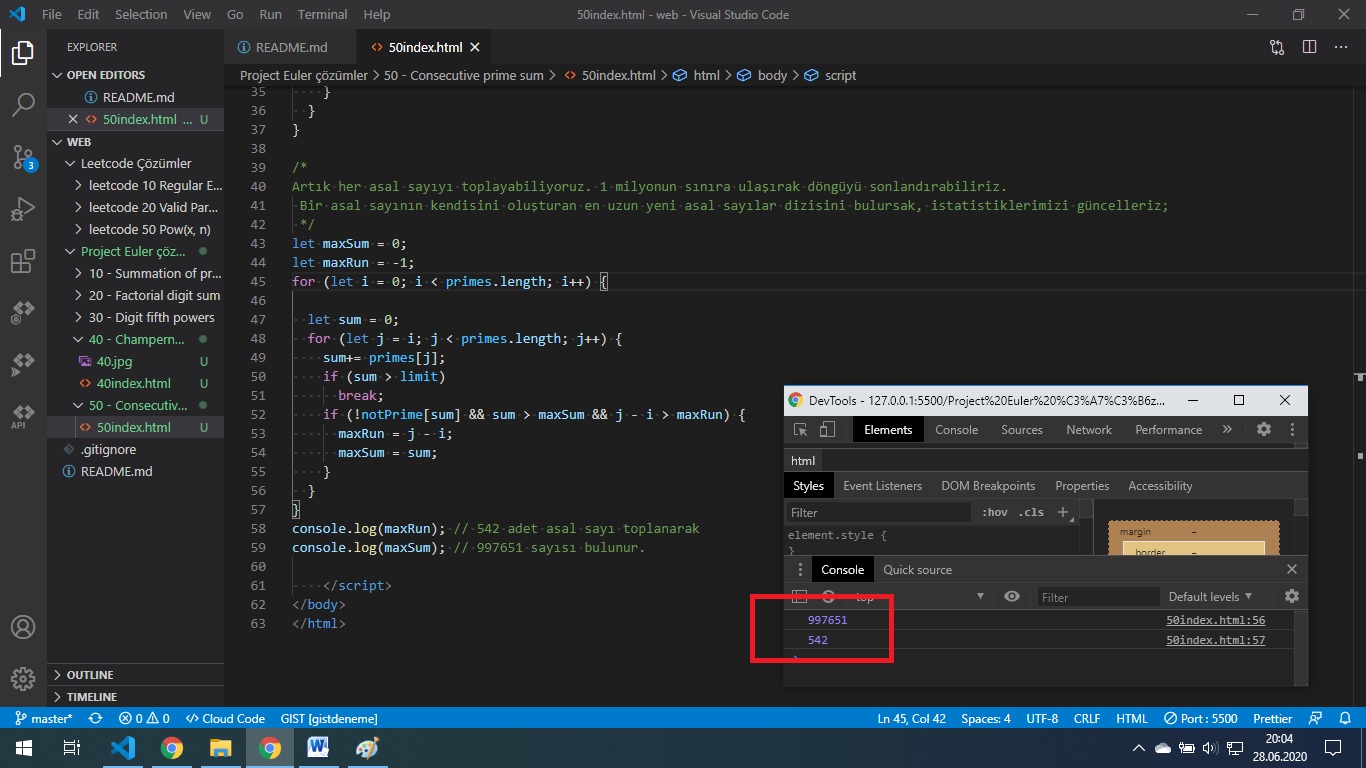 File Edit Selection View Go Run Terminal Help 50index.html - web - Visual Studio Code
EXPLORER
OPEN EDITORS
README.md
50index.html ... U
WEB
Leetcode Çözümler
leetcode 10 Regular E...
leetcode 20 Valid Par...
leetcode 50 Pow(x, n)
Project Euler çöz...
10 - Summation of pr...
20 - Factorial digit sum
30 - Digit fifth powers
40 - Champern...
40.jpg U
40index.html U
50 - Consecutiv...
50index.html U
.gitignore
README.md
OUTLINE
TIMELINE
3
API
README.md 50index.html
Project Euler çözümler > 50 - Consecutive prime sum > 50index.html > html > body > script
35 }
36 }
37 }
38
39 /*
40 Artık her asal sayıyı toplayabiliyoruz. 1 milyonun sınıra ulaşırak döngüyü sonlandırabiliriz.
41 Bir asal sayının kendisini oluşturan en uzun yeni asal sayılar dizisini bulursak, istatistiklerimizi güncelleriz;
42 */
43 let maxSum = 0;
44 let maxRun = -1;
45 for (let i = 0; i < primes.length; i++) {
46
47 let sum = 0;
48 for (let j = i; j < primes.length; j++) {
49 sum+= primes[j];
50 if (sum > limit)
51 break;
52 if (!notPrime[sum] && sum > maxSum && j - i > maxRun) {
53 maxRun = j - i;
54 maxSum = sum;
55 }
56 }
57 }
58 console.log(maxRun); // 542 adet asal sayı toplanarak
59 console.log(maxSum); // 997651 sayısı bulunur.
60
61 </script>
62 </body>
63 </html>
DevTools - 127.0.0.1:5500/Project%20Euler%20%C3%A7%C3%B6z...
Elements Console Sources Network Performance »
html
Styles Event Listeners DOM Breakpoints Properties Accessibility
Filter :hov .cls +
element.style {
}
margin –
border –
Console Quick source
top Filter Default levels
997651 50index.html:56
542 50index.html:57
master* 0 0 Cloud Code GIST [gistdeneme] Ln 45, Col 42 Spaces: 4 UTF-8 CRLF HTML Port : 5500 Prettier
20:04
28.06.2020